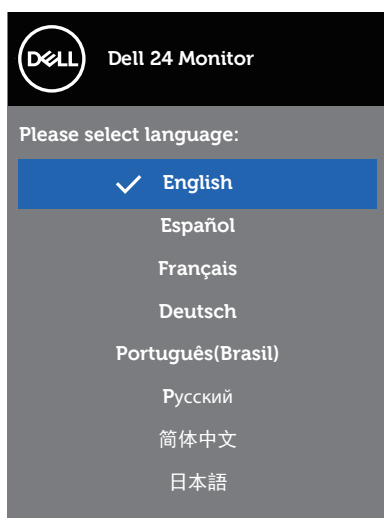 DELL Dell 24 Monitor
Please select language:
English
Español
Français
Deutsch
Português(Brasil)
Русский
简体中文
日本語